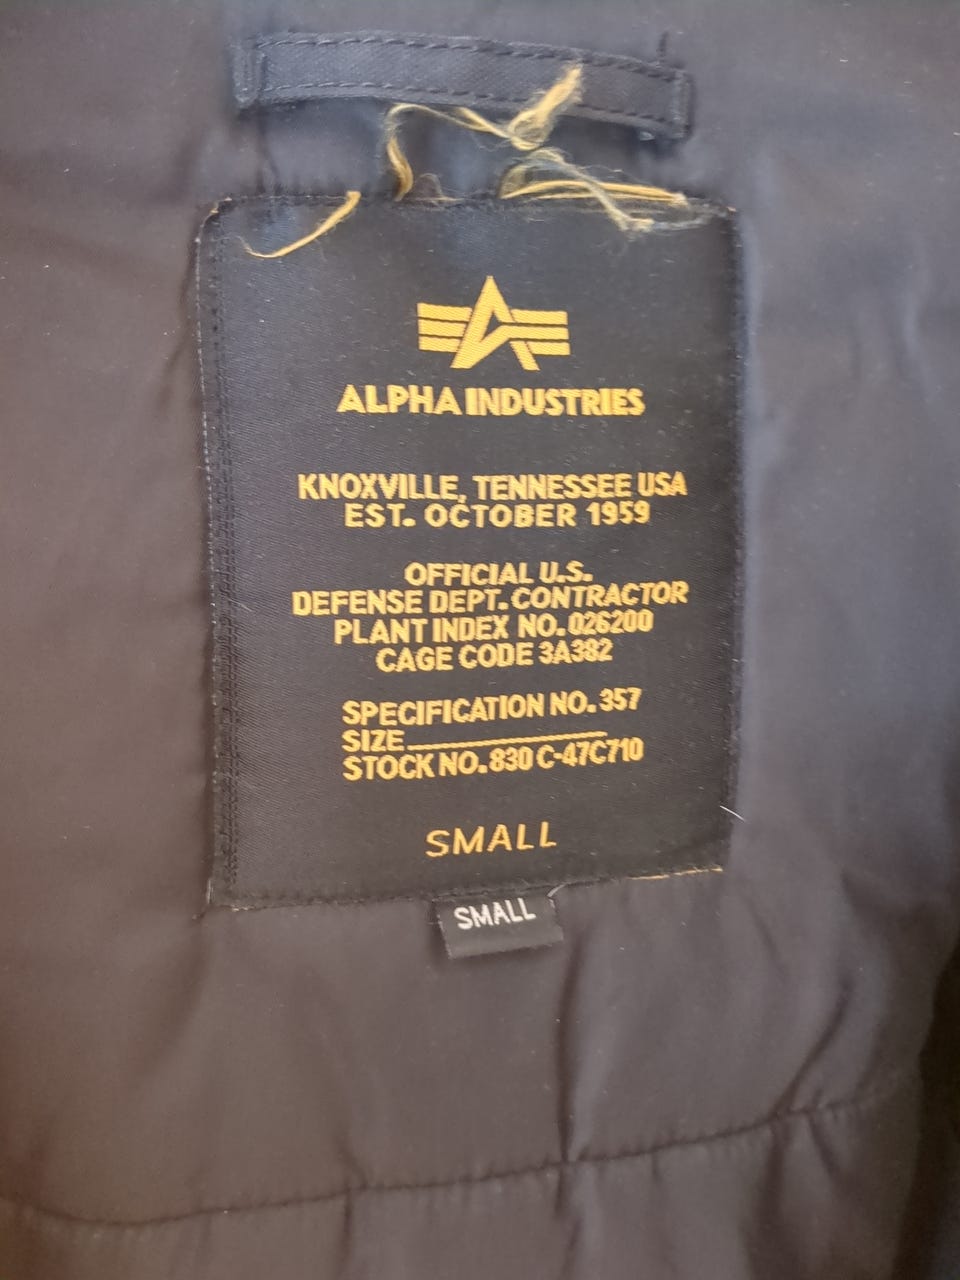 ALPHA INDUSTRIES
KNOXVILLE, TENNESSEE USA
EST. OCTOBER 1959
OFFICIAL U.S.
DEFENSE DEPT. CONTRACTOR
PLANT INDEX NO. 026200
CAGE CODE 3A382
SPECIFICATION NO. 357
SIZE
STOCK NO. 830 C-47C710
SMALL
SMALL